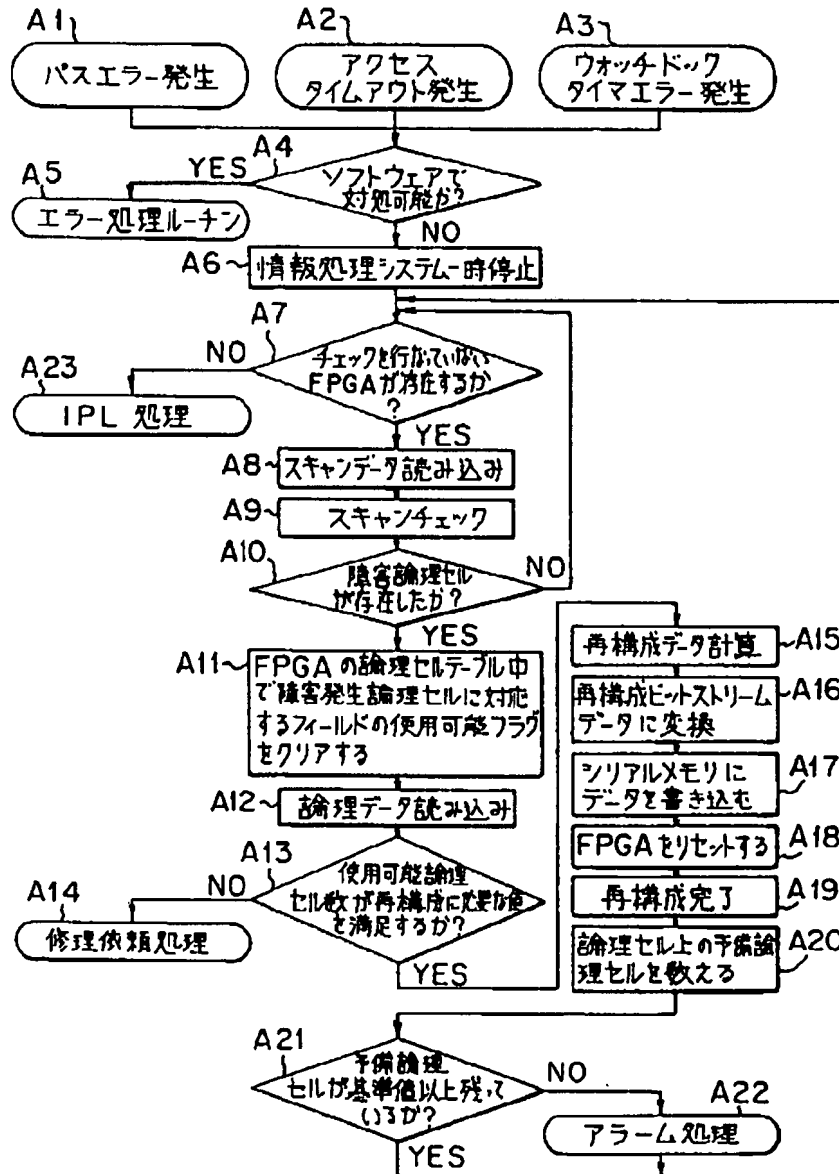 A1
パスエラー発生
A2
アクセス
タイムアウト発生
A3
ウォッチドック
タイマエラー発生
A4
ソフトウェアで
対処可能か?
YES
A5
エラー処理ルーチン
NO
A6
情報処理システム一時停止
A7
チェックを行なっていない
FPGAが存在するか
?
NO
A23
IPL 処理
YES
A8
スキャンデータ読み込み
A9
スキャンチェック
A10
障害論理セル
が存在したか?
NO
YES
A11
FPGAの論理セルテーブル中
で障害発生論理セルに対応
するフィールドの使用可能フラグ
をクリアする
A12
論理データ読み込み
A13
使用可能論理
セル数が再構成に必要な値
を満足するか?
NO
A14
修理依頼処理
YES
再構成データ計算
A15
再構成ビットストリーム
データに変換
A16
シリアルメモリに
データを書き込む
A17
FPGAをリセットする
A18
再構成完了
A19
論理セル上の予備論
理セルを数える
A20
A21
予備論理
セルが基準値以上残って
いるか?
NO
A22
アラーム処理
YES